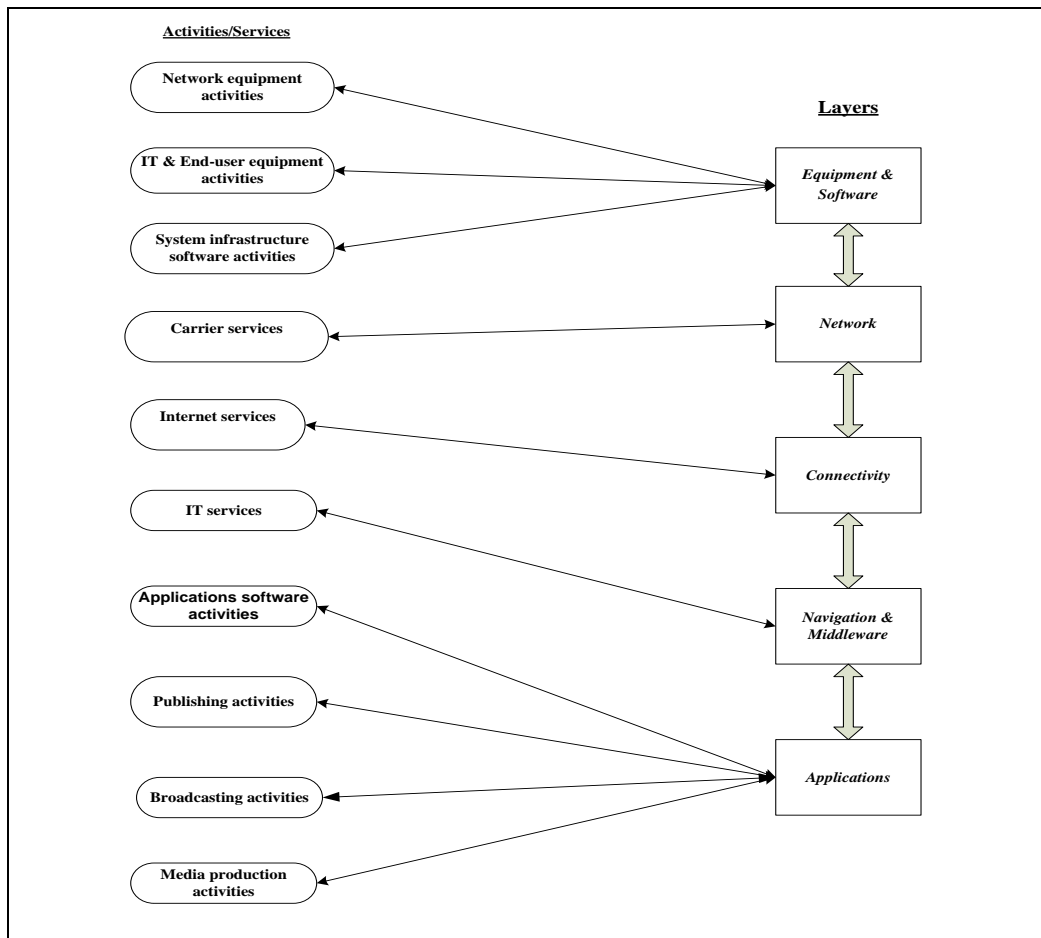 Activities/Services
Network equipment
activities
Layers
IT & End-user equipment
activities
Equipment &
Software
System infrastructure
software activities
Carrier services
Network
Internet services
Connectivity
IT services
Applications software
activities
Navigation &
Middleware
Publishing activities
Applications
Broadcasting activities
Media production
activities